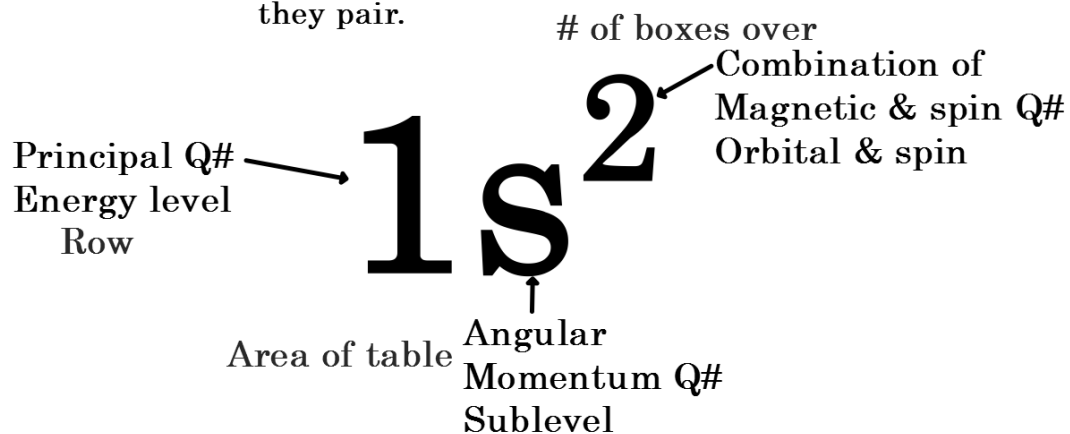 they pair.
# of boxes over
Combination of
Magnetic & spin Q#
Orbital & spin
1s²
Principal Q#
Energy level
Row
Area of table
Angular
Momentum Q#
Sublevel